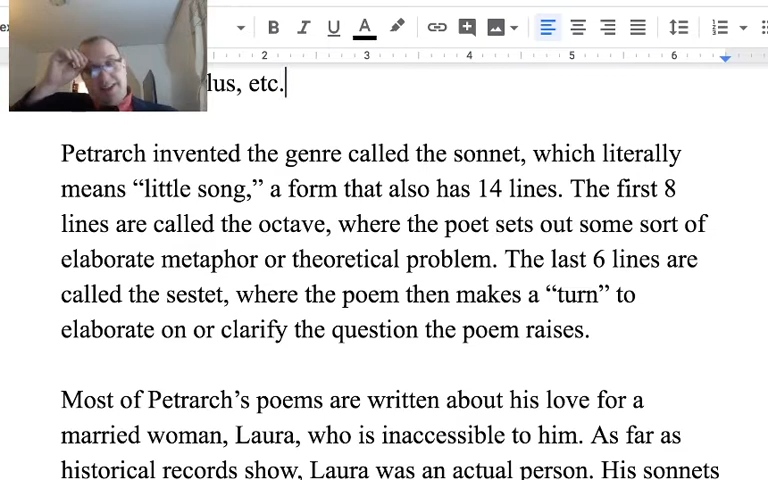 B I U A
2 3 4 5 6
lus, etc.
Petrarch invented the genre called the sonnet, which literally
means “little song,” a form that also has 14 lines. The first 8
lines are called the octave, where the poet sets out some sort of
elaborate metaphor or theoretical problem. The last 6 lines are
called the sestet, where the poem then makes a “turn” to
elaborate on or clarify the question the poem raises.
Most of Petrarch’s poems are written about his love for a
married woman, Laura, who is inaccessible to him. As far as
historical records show, Laura was an actual person. His sonnets